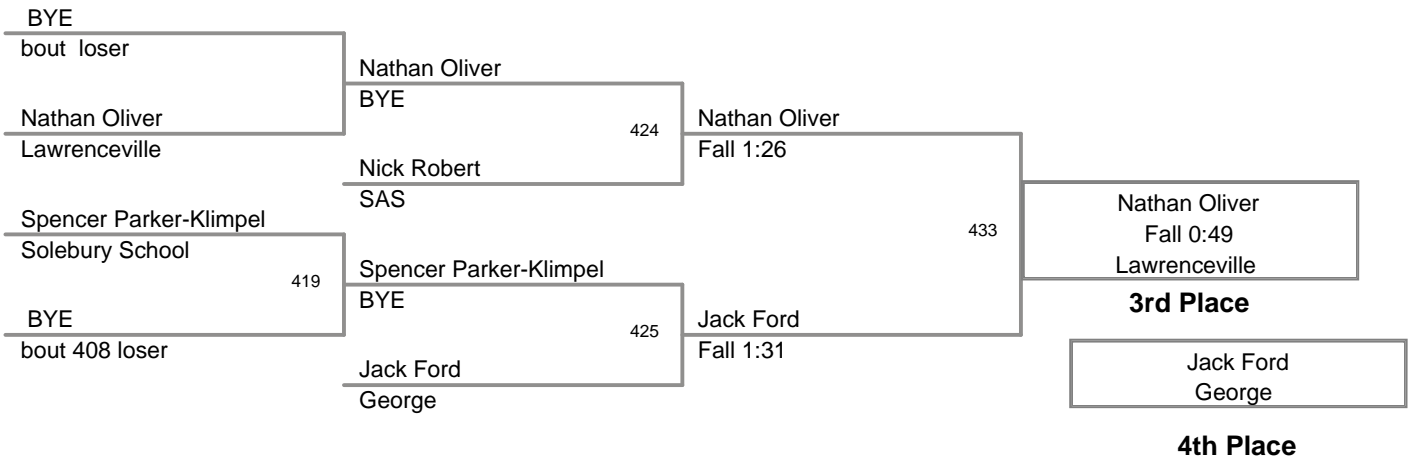 BYE
bout loser
Nathan Oliver
Lawrenceville
Spencer Parker-Klimpel
Solebury School
419
BYE
bout 408 loser
Nathan Oliver
BYE
424
Nick Robert
SAS
Spencer Parker-Klimpel
BYE
425
Jack Ford
George
Nathan Oliver
Fall 1:26
433
Jack Ford
Fall 1:31
Nathan Oliver
Fall 0:49
Lawrenceville
3rd Place
Jack Ford
George
4th Place